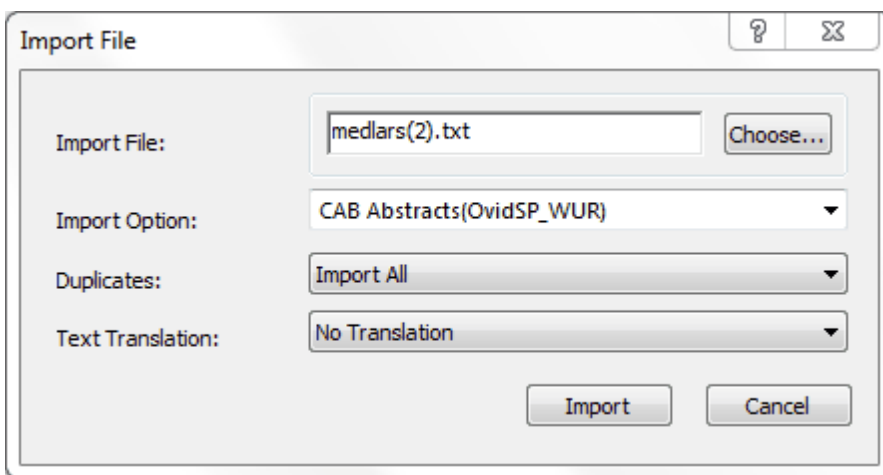 Import File
Import File: medlars(2).txt Choose...
Import Option: CAB Abstracts(OvidSP_WUR)
Duplicates: Import All
Text Translation: No Translation
Import Cancel